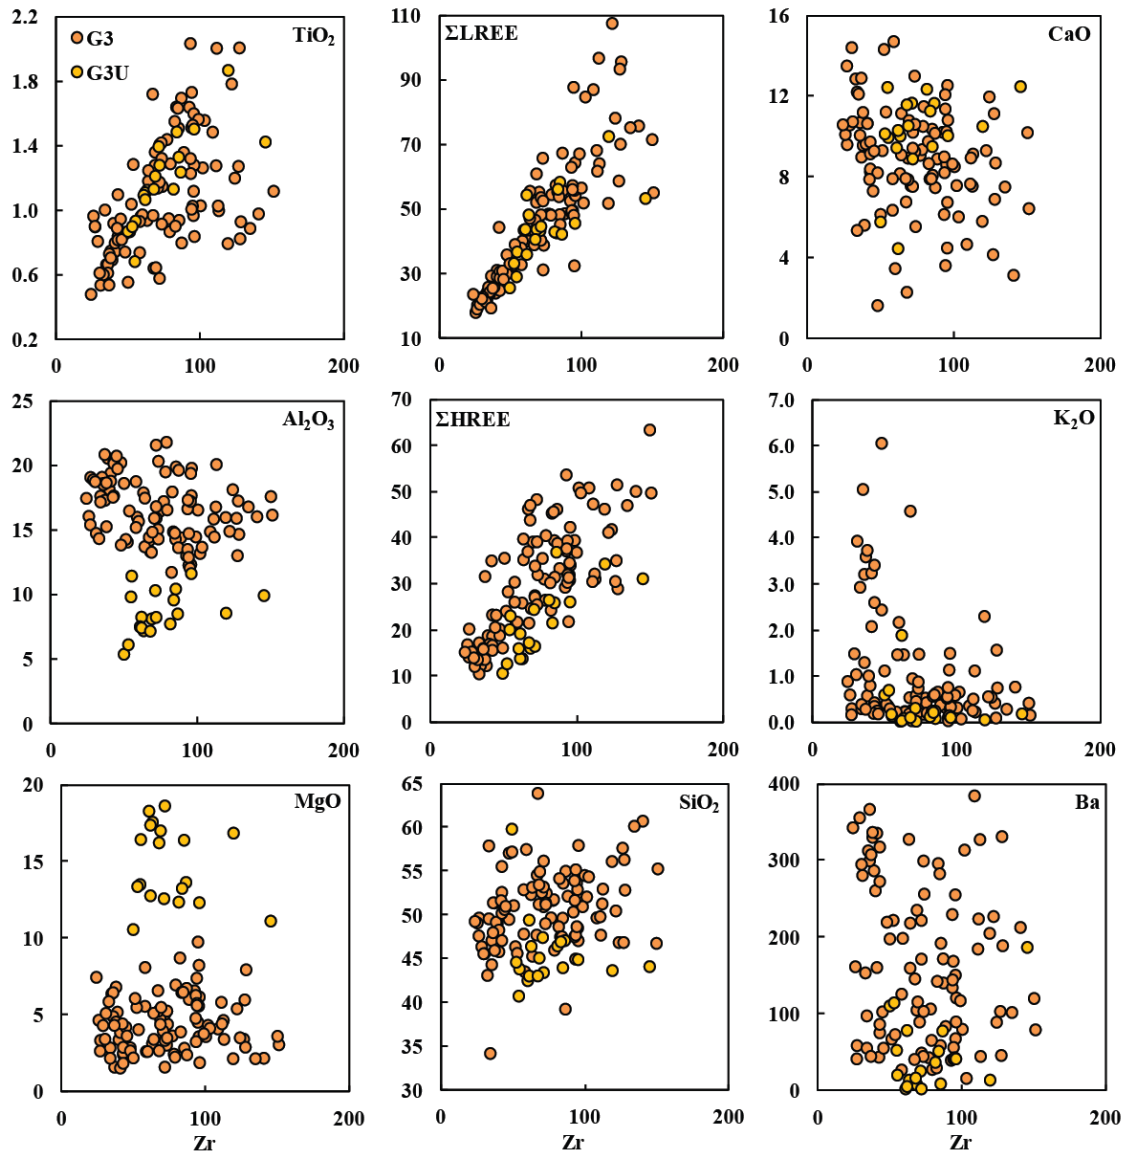 2.2
1.8
1.4
1.0
0.6
0.2
G3
G3U
TiO₂
0 100 200
110
90
70
50
30
10
ΣLREE
0 100 200
16
12
8
4
0
CaO
0 100 200
25
20
15
10
5
0
Al₂O₃
0 100 200
70
60
50
40
30
20
10
0
ΣHREE
0 100 200
7.0
6.0
5.0
4.0
3.0
2.0
1.0
0.0
K₂O
0 100 200
20
15
10
5
0
MgO
0 100 200
Zr
65
60
55
50
45
40
35
30
SiO₂
0 100 200
Zr
400
300
200
100
0
Ba
0 100 200
Zr